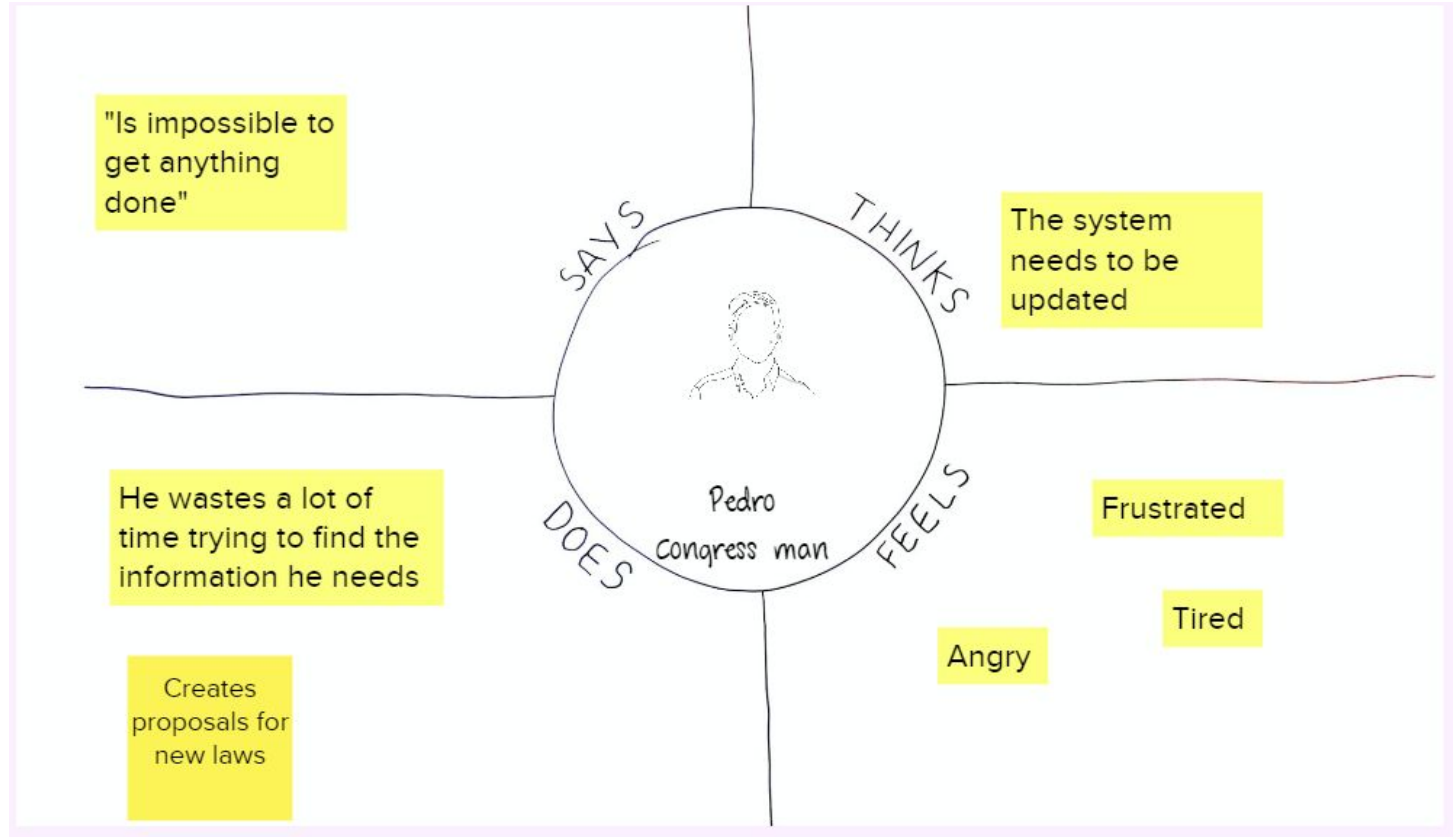 "Is impossible to
get anything
done"
SAYS
THINKS
The system
needs to be
updated
He wastes a lot of
time trying to find the
information he needs
Creates
proposals for
new laws
DOES
Pedro
Congress man
FEELS
Frustrated
Tired
Angry